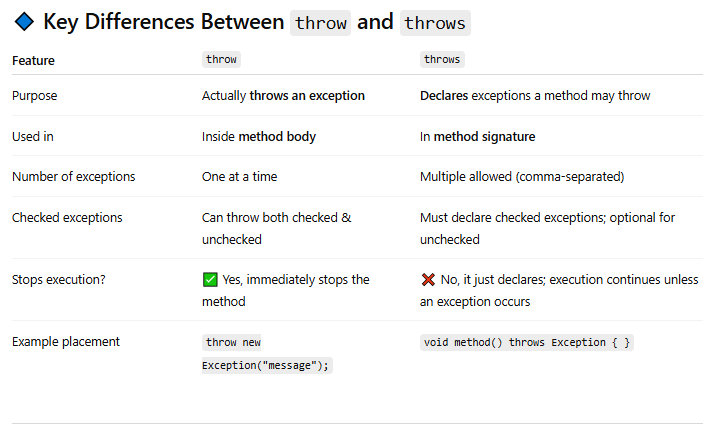 🔷 Key Differences Between throw and throws
Feature throw throws
Purpose Actually throws an exception Declares exceptions a method may throw
Used in Inside method body In method signature
Number of exceptions One at a time Multiple allowed (comma-separated)
Checked exceptions Can throw both checked & Must declare checked exceptions; optional for
unchecked unchecked
Stops execution? ✅ Yes, immediately stops the ❌ No, it just declares; execution continues unless
method an exception occurs
Example placement throw new void method() throws Exception { }
Exception("message");